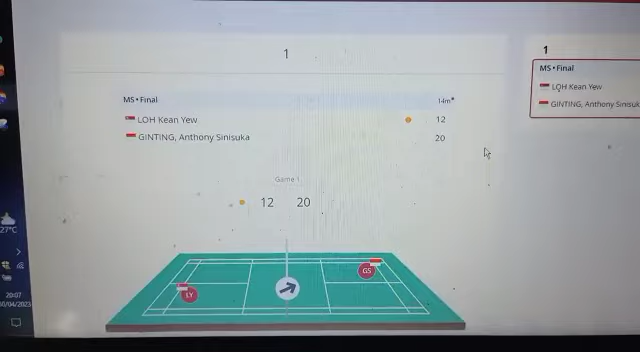 1
MS • Final
14m
LOH Kean Yew
12
GINTING, Anthony Sinisuka
20
Game 1
12 20
LY
GS
1
MS • Final
LOH Kean Yew
GINTING, Anthony
27°C
20:07